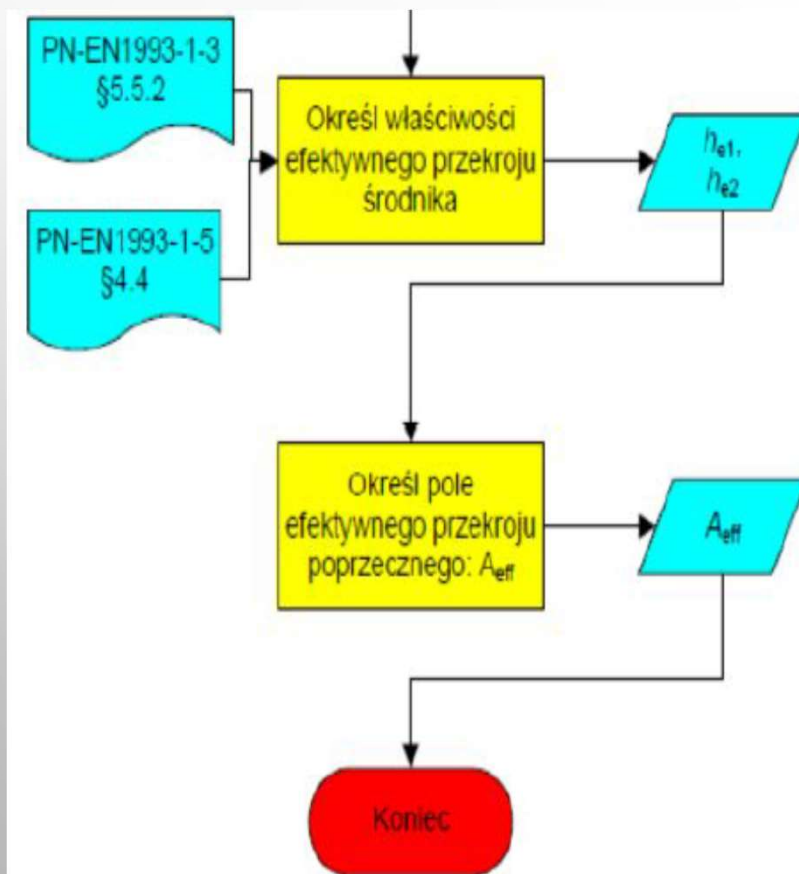 PN-EN1993-1-3
§5.5.2
Określ właściwości
efektywnego przekroju
środnika
he1,
he2
PN-EN1993-1-5
§4.4
Określ pole
efektywnego przekroju
poprzecznego: Aeff
Aeff
Koniec